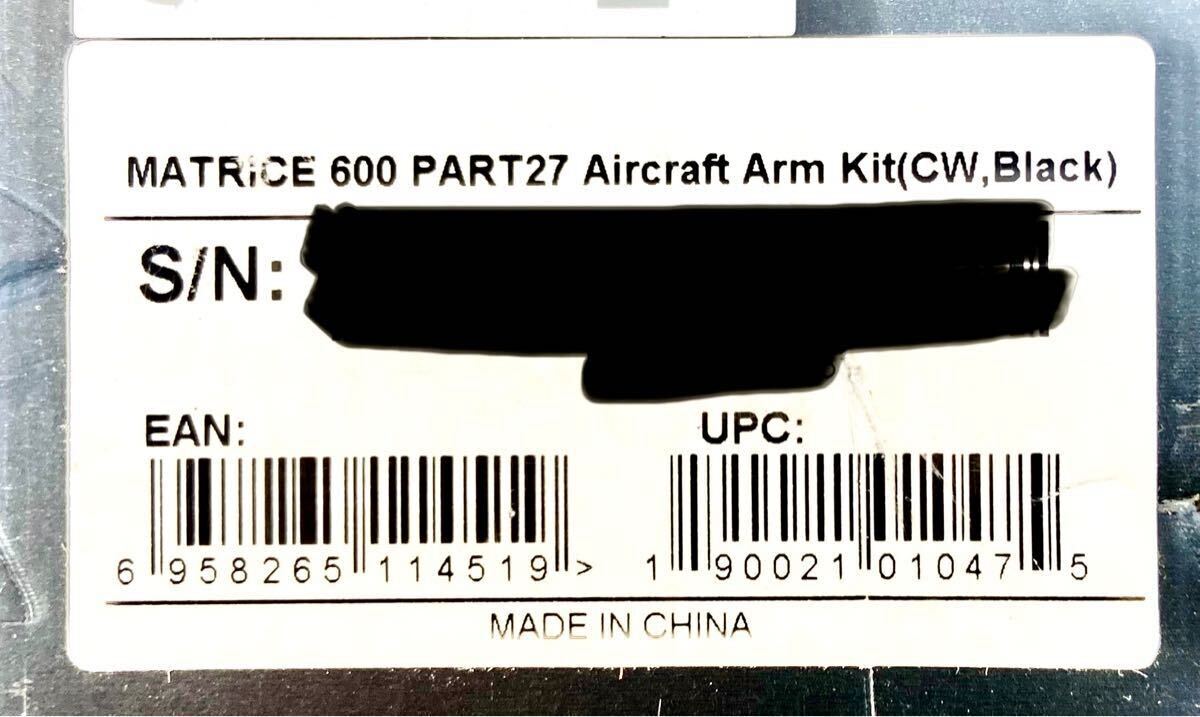 MATRICE 600 PART27 Aircraft Arm Kit(CW,Black)
S/N:
EAN: UPC:
6 958265 114519 > 1 90021 01047 5
MADE IN CHINA